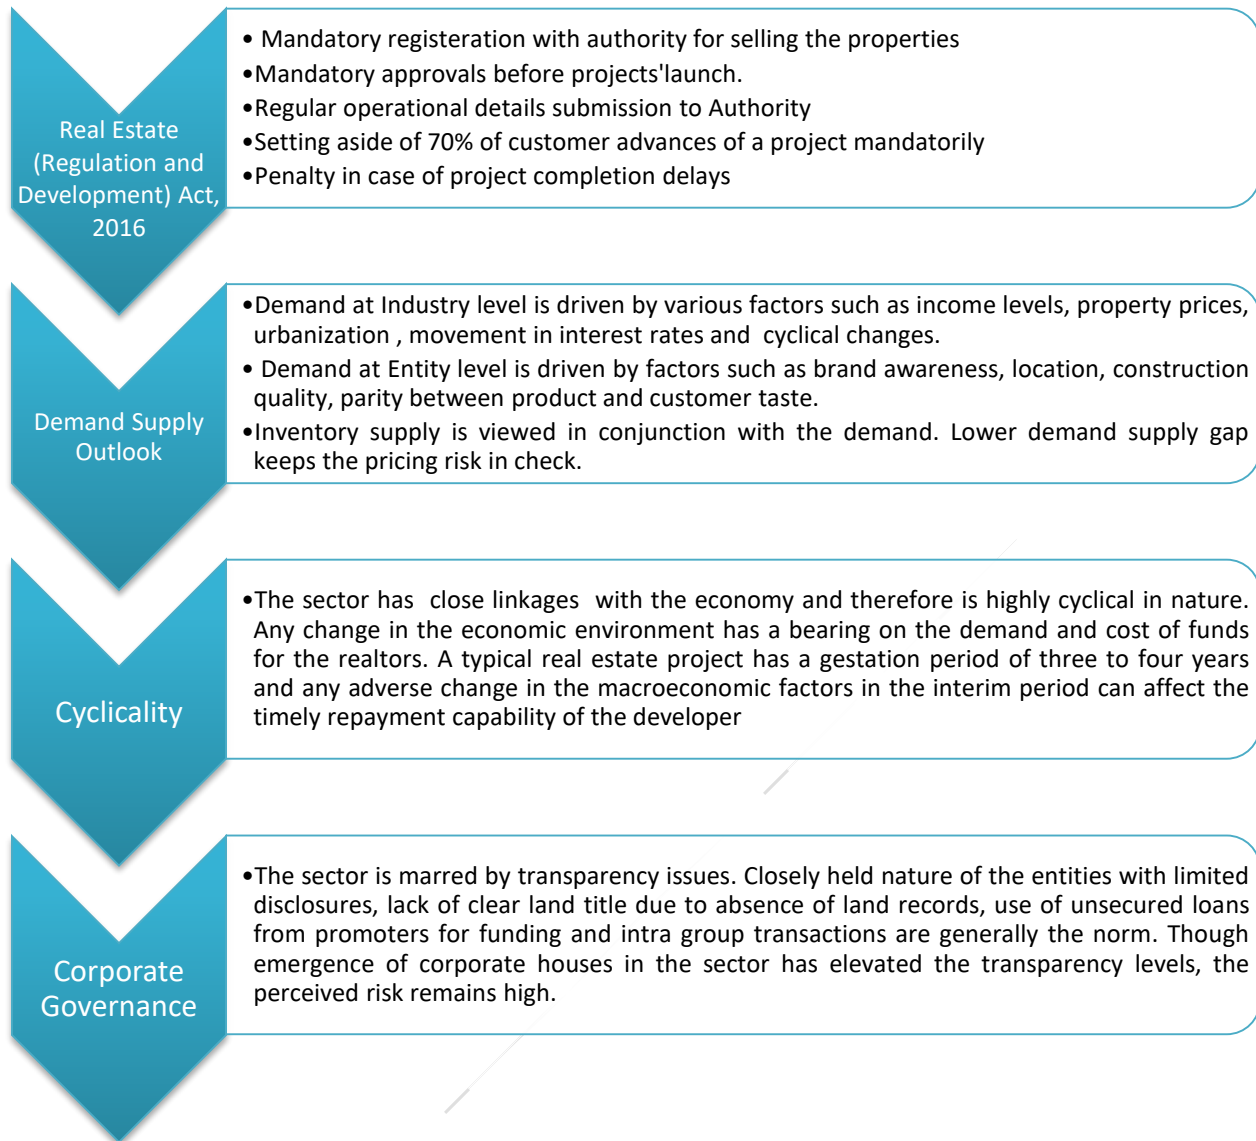 Real Estate
(Regulation and
Development) Act,
2016
• Mandatory registeration with authority for selling the properties
•Mandatory approvals before projects'launch.
•Regular operational details submission to Authority
•Setting aside of 70% of customer advances of a project mandatorily
•Penalty in case of project completion delays
Demand Supply
Outlook
•Demand at Industry level is driven by various factors such as income levels, property prices,
urbanization , movement in interest rates and cyclical changes.
• Demand at Entity level is driven by factors such as brand awareness, location, construction
quality, parity between product and customer taste.
•Inventory supply is viewed in conjunction with the demand. Lower demand supply gap
keeps the pricing risk in check.
Cyclicality
•The sector has close linkages with the economy and therefore is highly cyclical in nature.
Any change in the economic environment has a bearing on the demand and cost of funds
for the realtors. A typical real estate project has a gestation period of three to four years
and any adverse change in the macroeconomic factors in the interim period can affect the
timely repayment capability of the developer
Corporate
Governance
•The sector is marred by transparency issues. Closely held nature of the entities with limited
disclosures, lack of clear land title due to absence of land records, use of unsecured loans
from promoters for funding and intra group transactions are generally the norm. Though
emergence of corporate houses in the sector has elevated the transparency levels, the
perceived risk remains high.